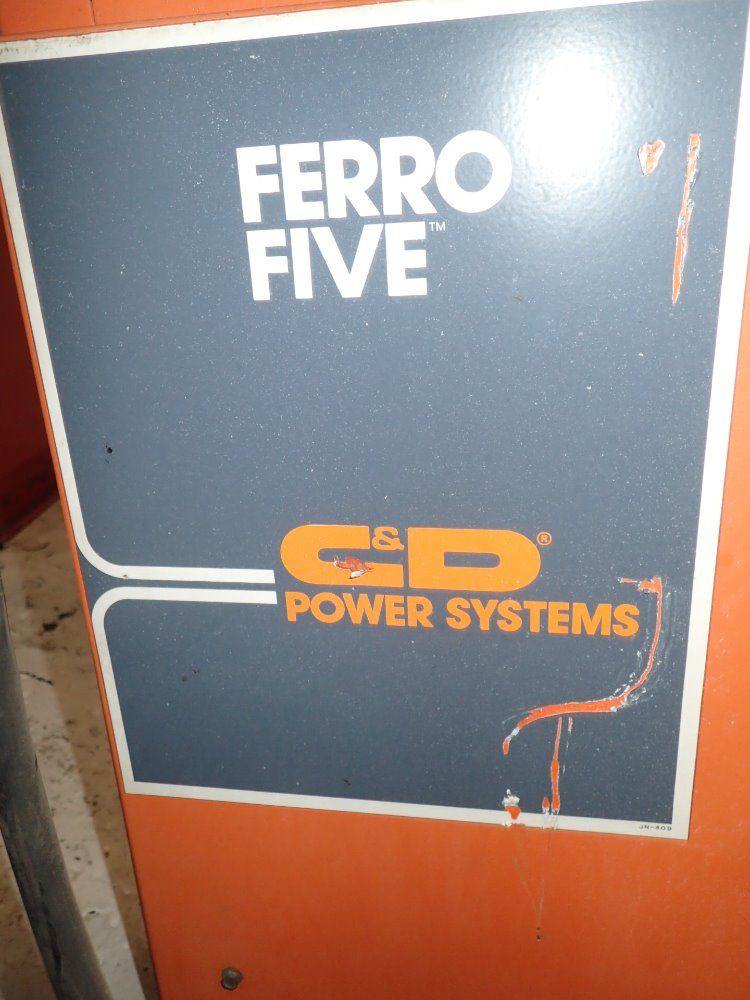 FERRO
FIVE™
C&D®
POWER SYSTEMS
JN-409